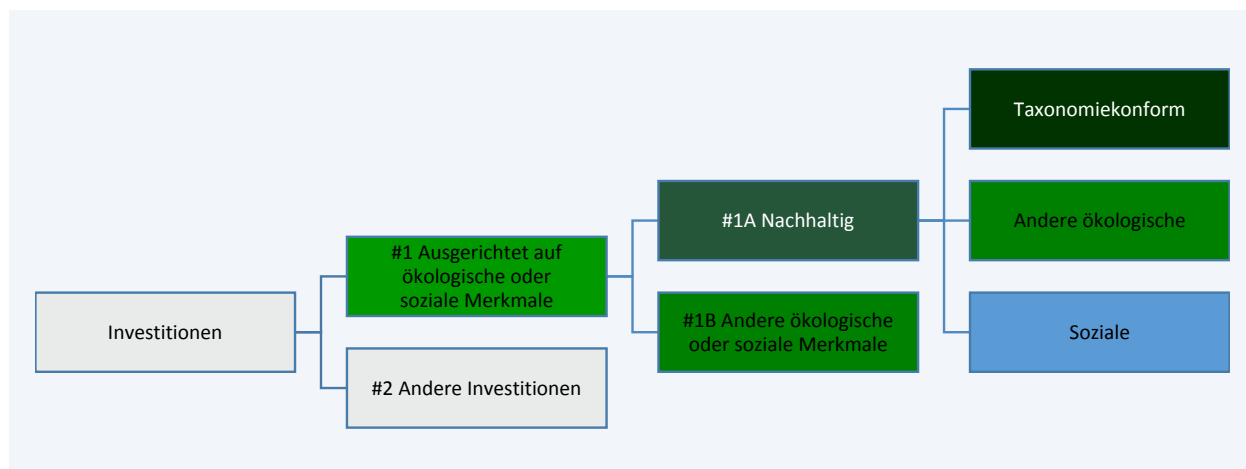 Investitionen
#1 Ausgerichtet auf
ökologische oder
soziale Merkmale
#2 Andere Investitionen
#1A Nachhaltig
#1B Andere ökologische
oder soziale Merkmale
Taxonomiekonform
Andere ökologische
Soziale